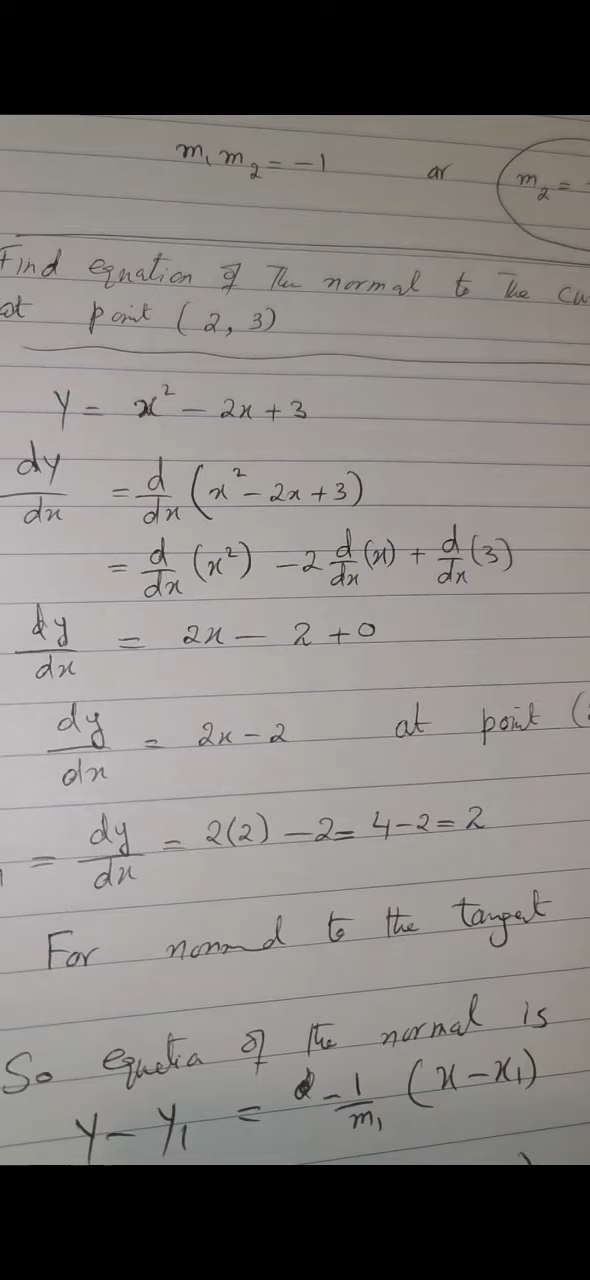 m₁ m₂ = -1 or m₂ =
Find equation of The normal to The cu
at point (2, 3)
y = x² - 2x + 3
dy/dx = d/dx (x² - 2x + 3)
= d/dx (x²) - 2 d/dx (x) + d/dx (3)
dy/dx = 2x - 2 + 0
dy/dx = 2x - 2 at point (
= dy/dx = 2(2) - 2 = 4 - 2 = 2
For normal to the tangent
So equation of the normal is
y - y₁ = -1/m₁ (x - x₁)